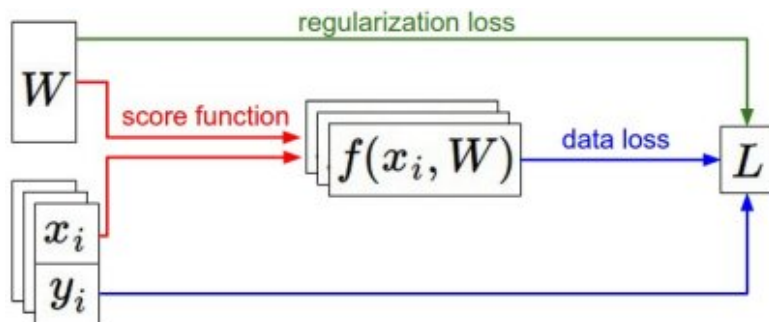 regularization loss
W
score function
f(x_i, W)
data loss
L
x_i
y_i